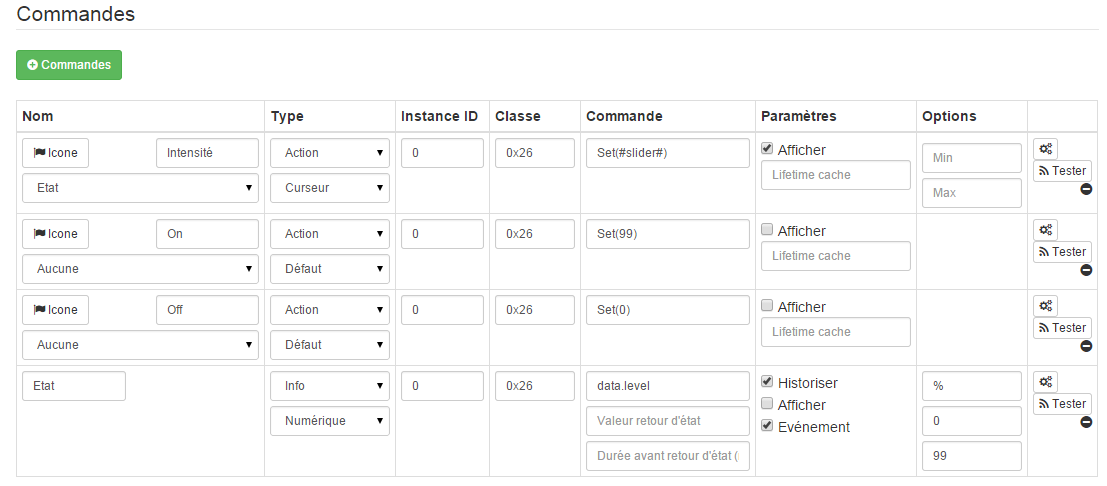 Commandes
Commandes
Nom Type Instance ID Classe Commande Paramètres Options
Icone Intensité Action 0 0x26 Set(#slider#) Afficher Min
Etat Curseur Lifetime cache Max Tester
Icone On Action 0 0x26 Set(99) Afficher
Aucune Défaut Lifetime cache Tester
Icone Off Action 0 0x26 Set(0) Afficher
Aucune Défaut Lifetime cache Tester
Etat Info 0 0x26 data.level Historiser %
Numérique Valeur retour d'état Afficher 0 Tester
Durée avant retour d'état ( Evénement 99